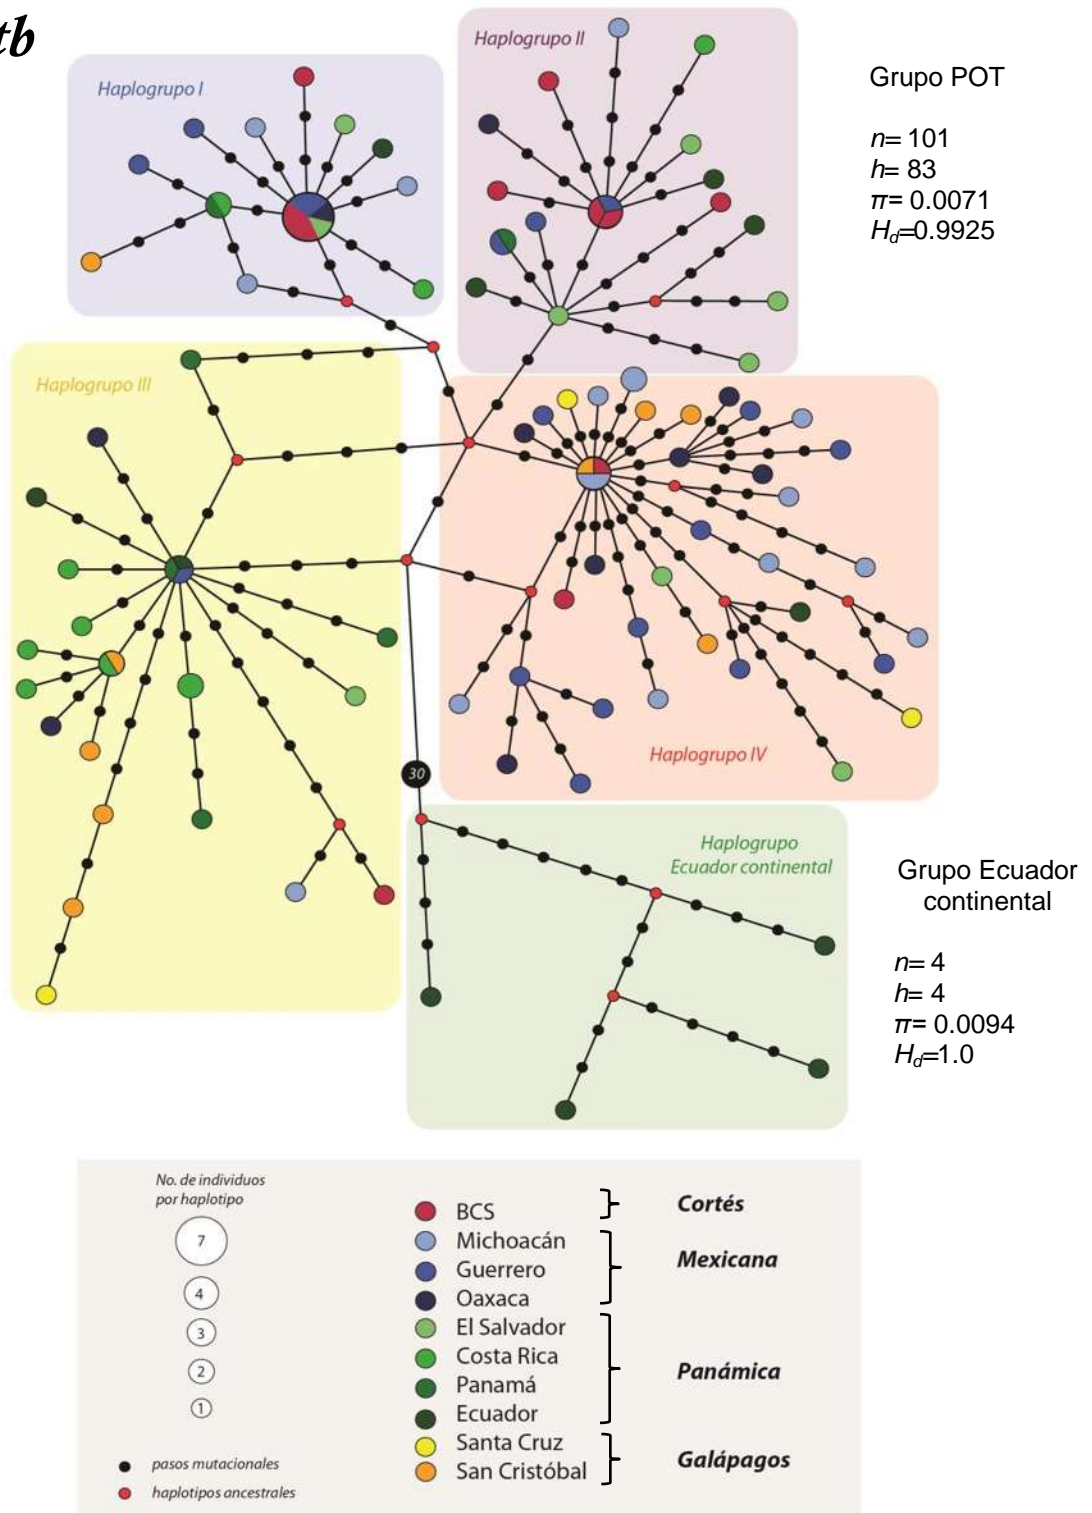 tb
Haplogrupo I
Haplogrupo II
Grupo POT
n= 101
h= 83
π= 0.0071
Hd=0.9925
Haplogrupo III
Haplogrupo IV
30
Haplogrupo
Ecuador continental
Grupo Ecuador
continental
n= 4
h= 4
π= 0.0094
Hd=1.0
No. de individuos
por haplotipo
7
4
3
2
1
pasos mutacionales
haplotipos ancestrales
BCS
Michoacán
Guerrero
Oaxaca
El Salvador
Costa Rica
Panamá
Ecuador
Santa Cruz
San Cristóbal
Cortés
Mexicana
Panámica
Galápagos